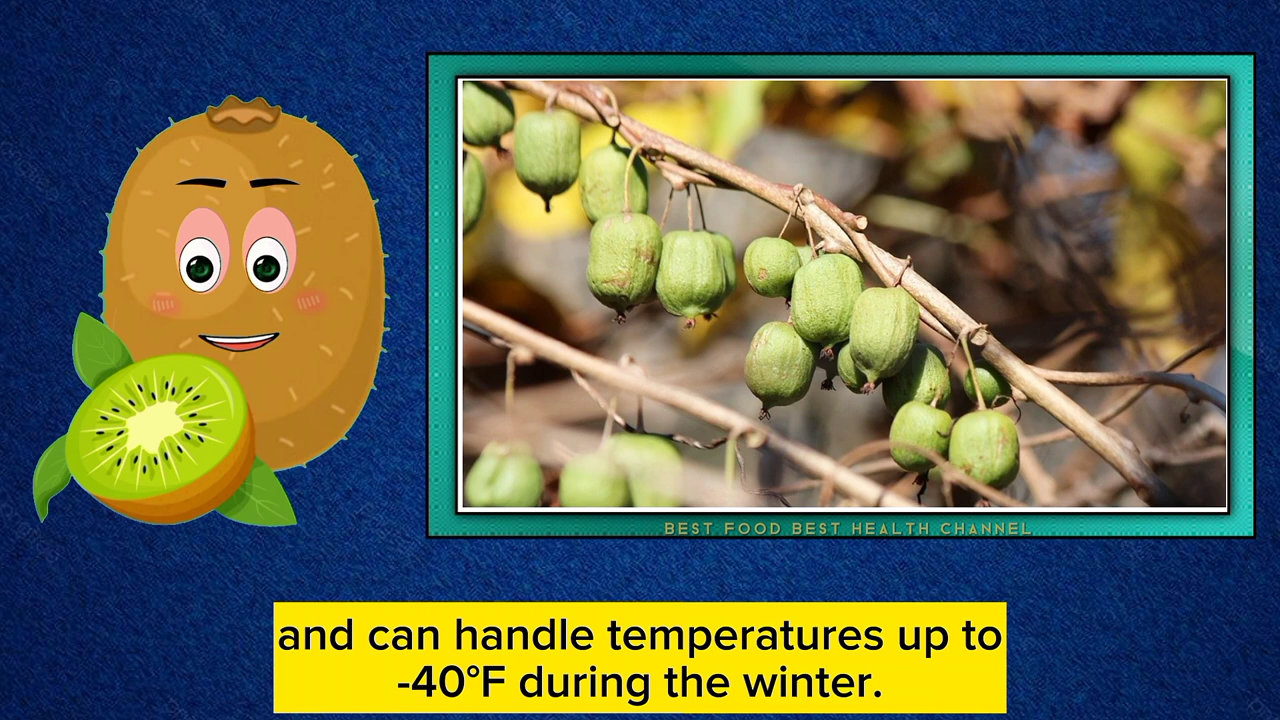 BEST FOOD BEST HEALTH CHANNEL
and can handle temperatures up to
-40°F during the winter.